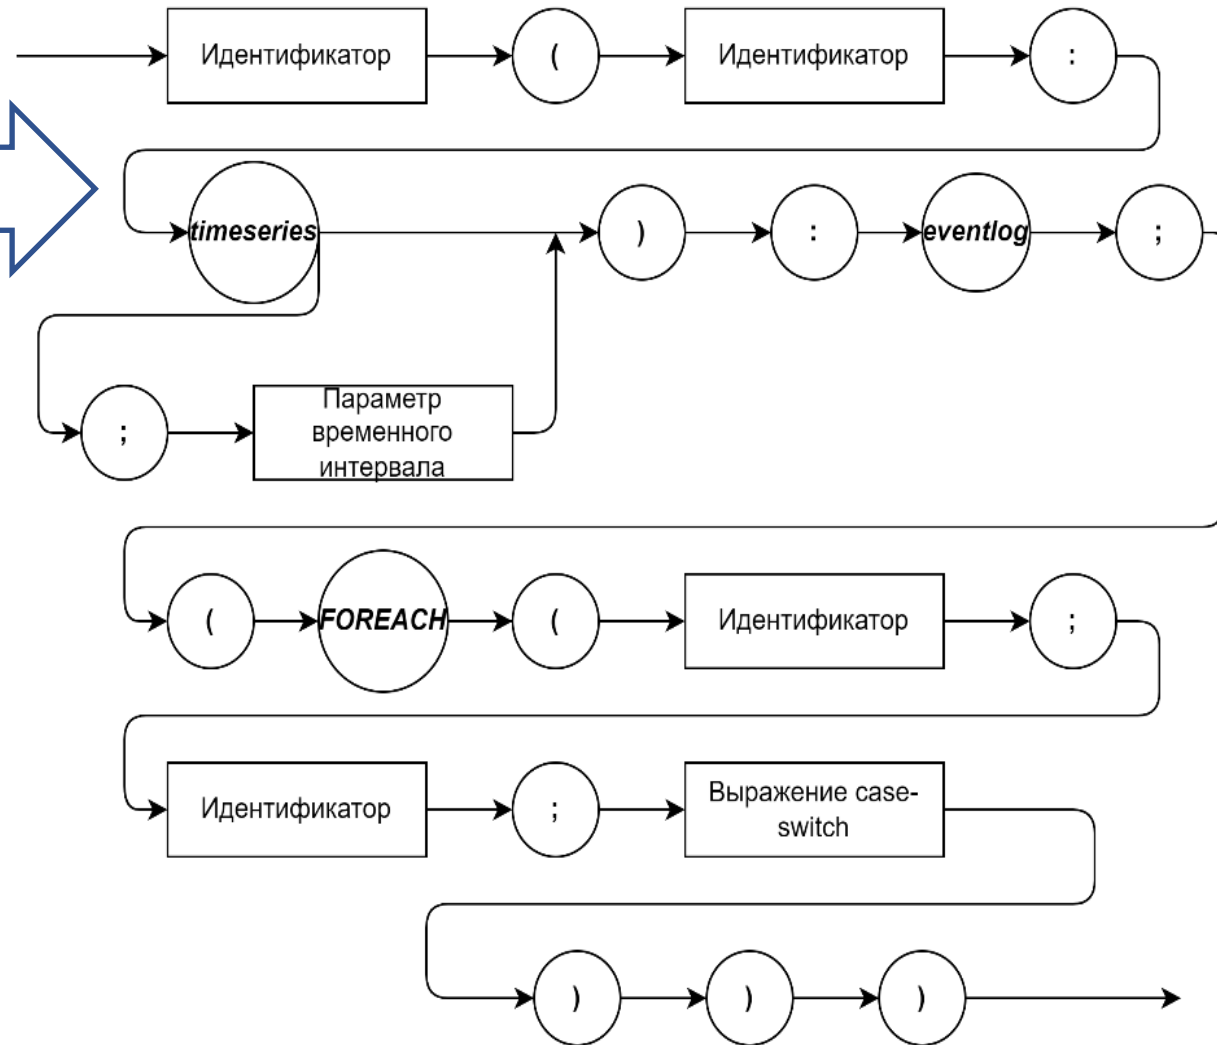 Идентификатор ( Идентификатор :
timeseries ) : eventlog ;
; Параметр
временного
интервала
( FOREACH ( Идентификатор ;
Идентификатор ; Выражение case-
switch
) ) )